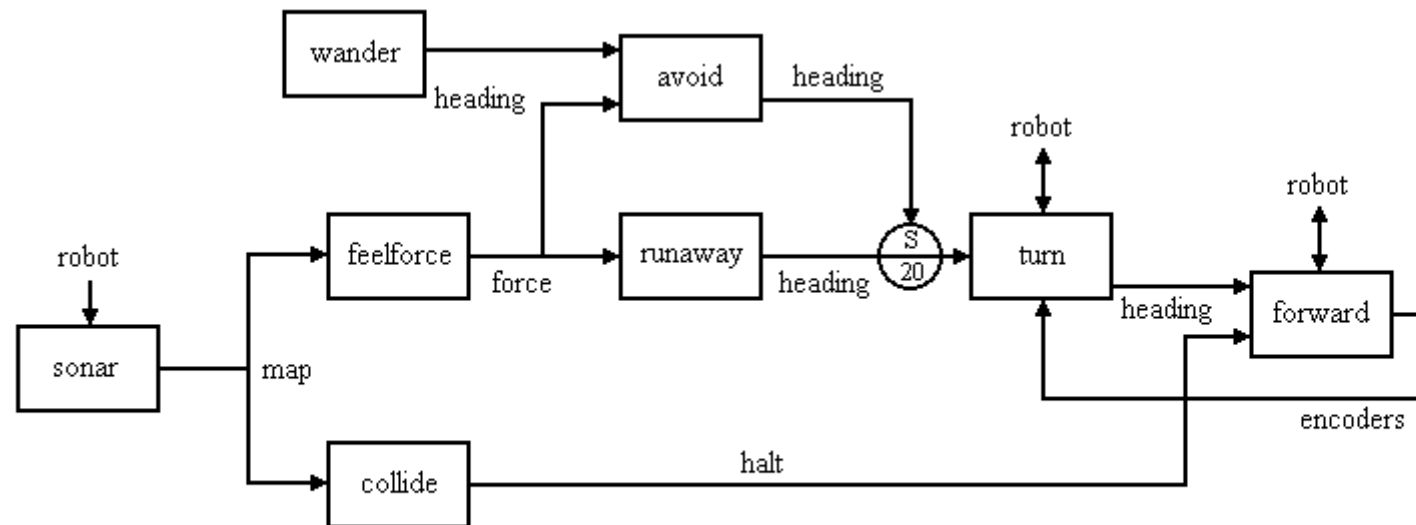 wander
avoid
heading
heading
robot
robot
robot
feelforce
runaway
S
20
turn
force
heading
heading
forward
sonar
map
encoders
halt
collide